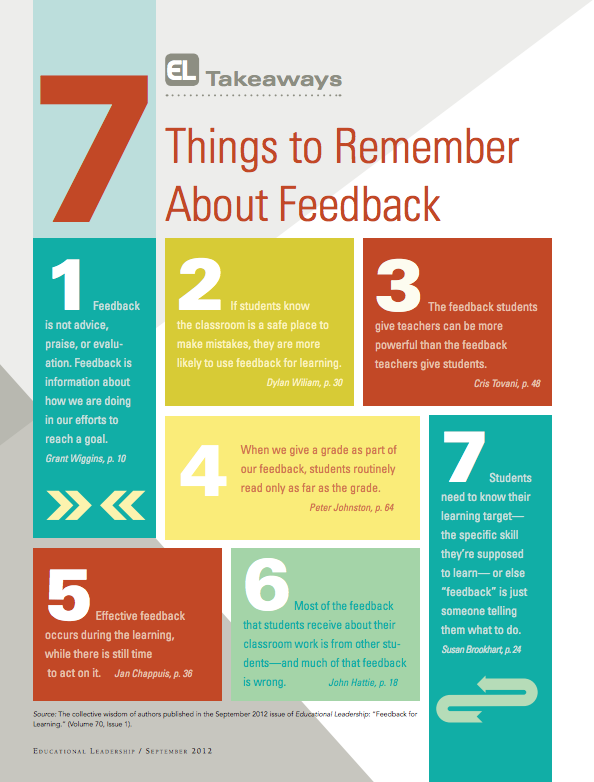 7
EL Takeaways
Things to Remember
About Feedback
1 Feedback
is not advice,
praise, or evalu-
ation. Feedback is
information about
how we are doing
in our efforts to
reach a goal.
Grant Wiggins, p. 10
2 If students know
the classroom is a safe place to
make mistakes, they are more
likely to use feedback for learning.
Dylan Wiliam, p. 30
3 The feedback students
give teachers can be more
powerful than the feedback
teachers give students.
Cris Tovani, p. 48
4
When we give a grade as part of
our feedback, students routinely
read only as far as the grade.
Peter Johnston, p. 64
5 Effective feedback
occurs during the learning,
while there is still time
to act on it. Jan Chappuis, p. 36
6 Most of the feedback
that students receive about their
classroom work is from other stu-
dents—and much of that feedback
is wrong. John Hattie, p. 18
7 Students
need to know their
learning target—
the specific skill
they're supposed
to learn— or else
"feedback" is just
someone telling
them what to do.
Susan Brookhart, p.24
Source: The collective wisdom of authors published in the September 2012 issue of Educational Leadership: "Feedback for
Learning." (Volume 70, Issue 1).
Educational Leadership / September 2012